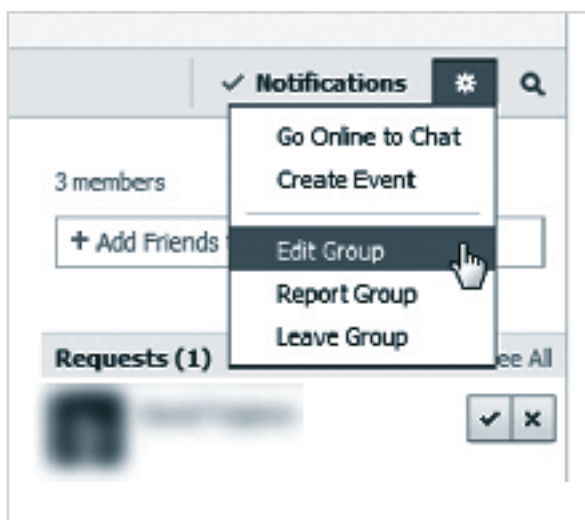 ✓ Notifications
Go Online to Chat
Create Event
3 members
+ Add Friends
Edit Group
Report Group
Leave Group
Requests (1)
ee All